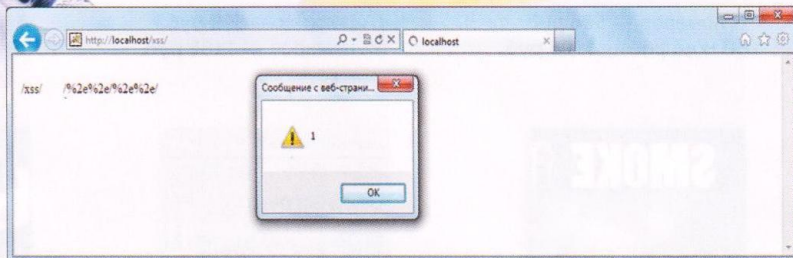 http://localhost/xss/
localhost
/xss/ /%2e%2e/%2e%2e/
Сообщение с веб-страни...
1
OK
SMOKE